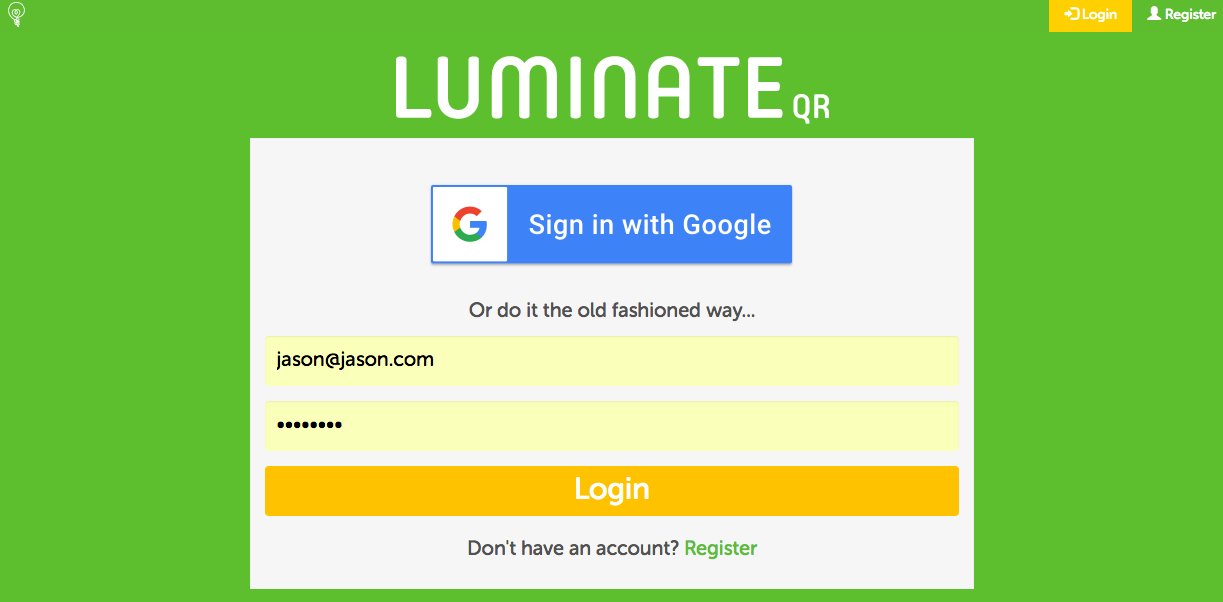 Login
Register
LUMINATE QR
Sign in with Google
Or do it the old fashioned way...
jason@jason.com
••••••••
Login
Don't have an account? Register